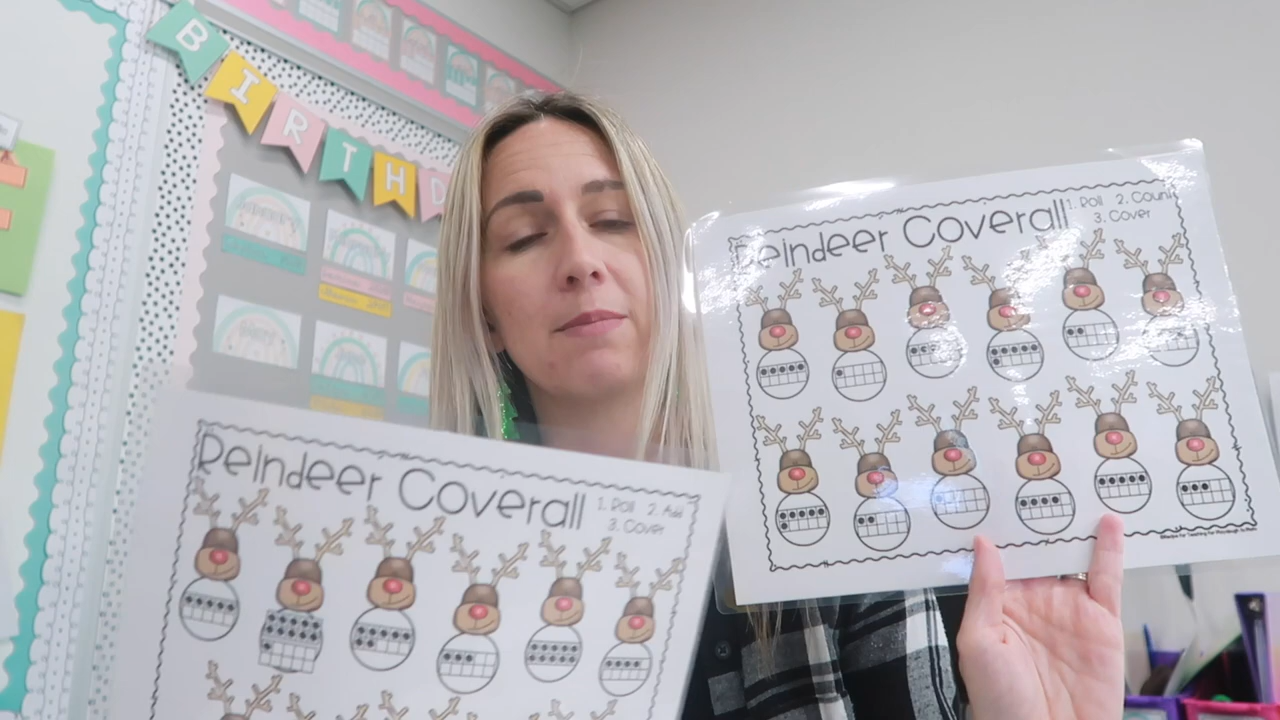 BIRTHD
Reindeer Coverall
1. Roll 2. Count
3. Cover
Reindeer Coverall
1. Roll 2. Add
3. Cover